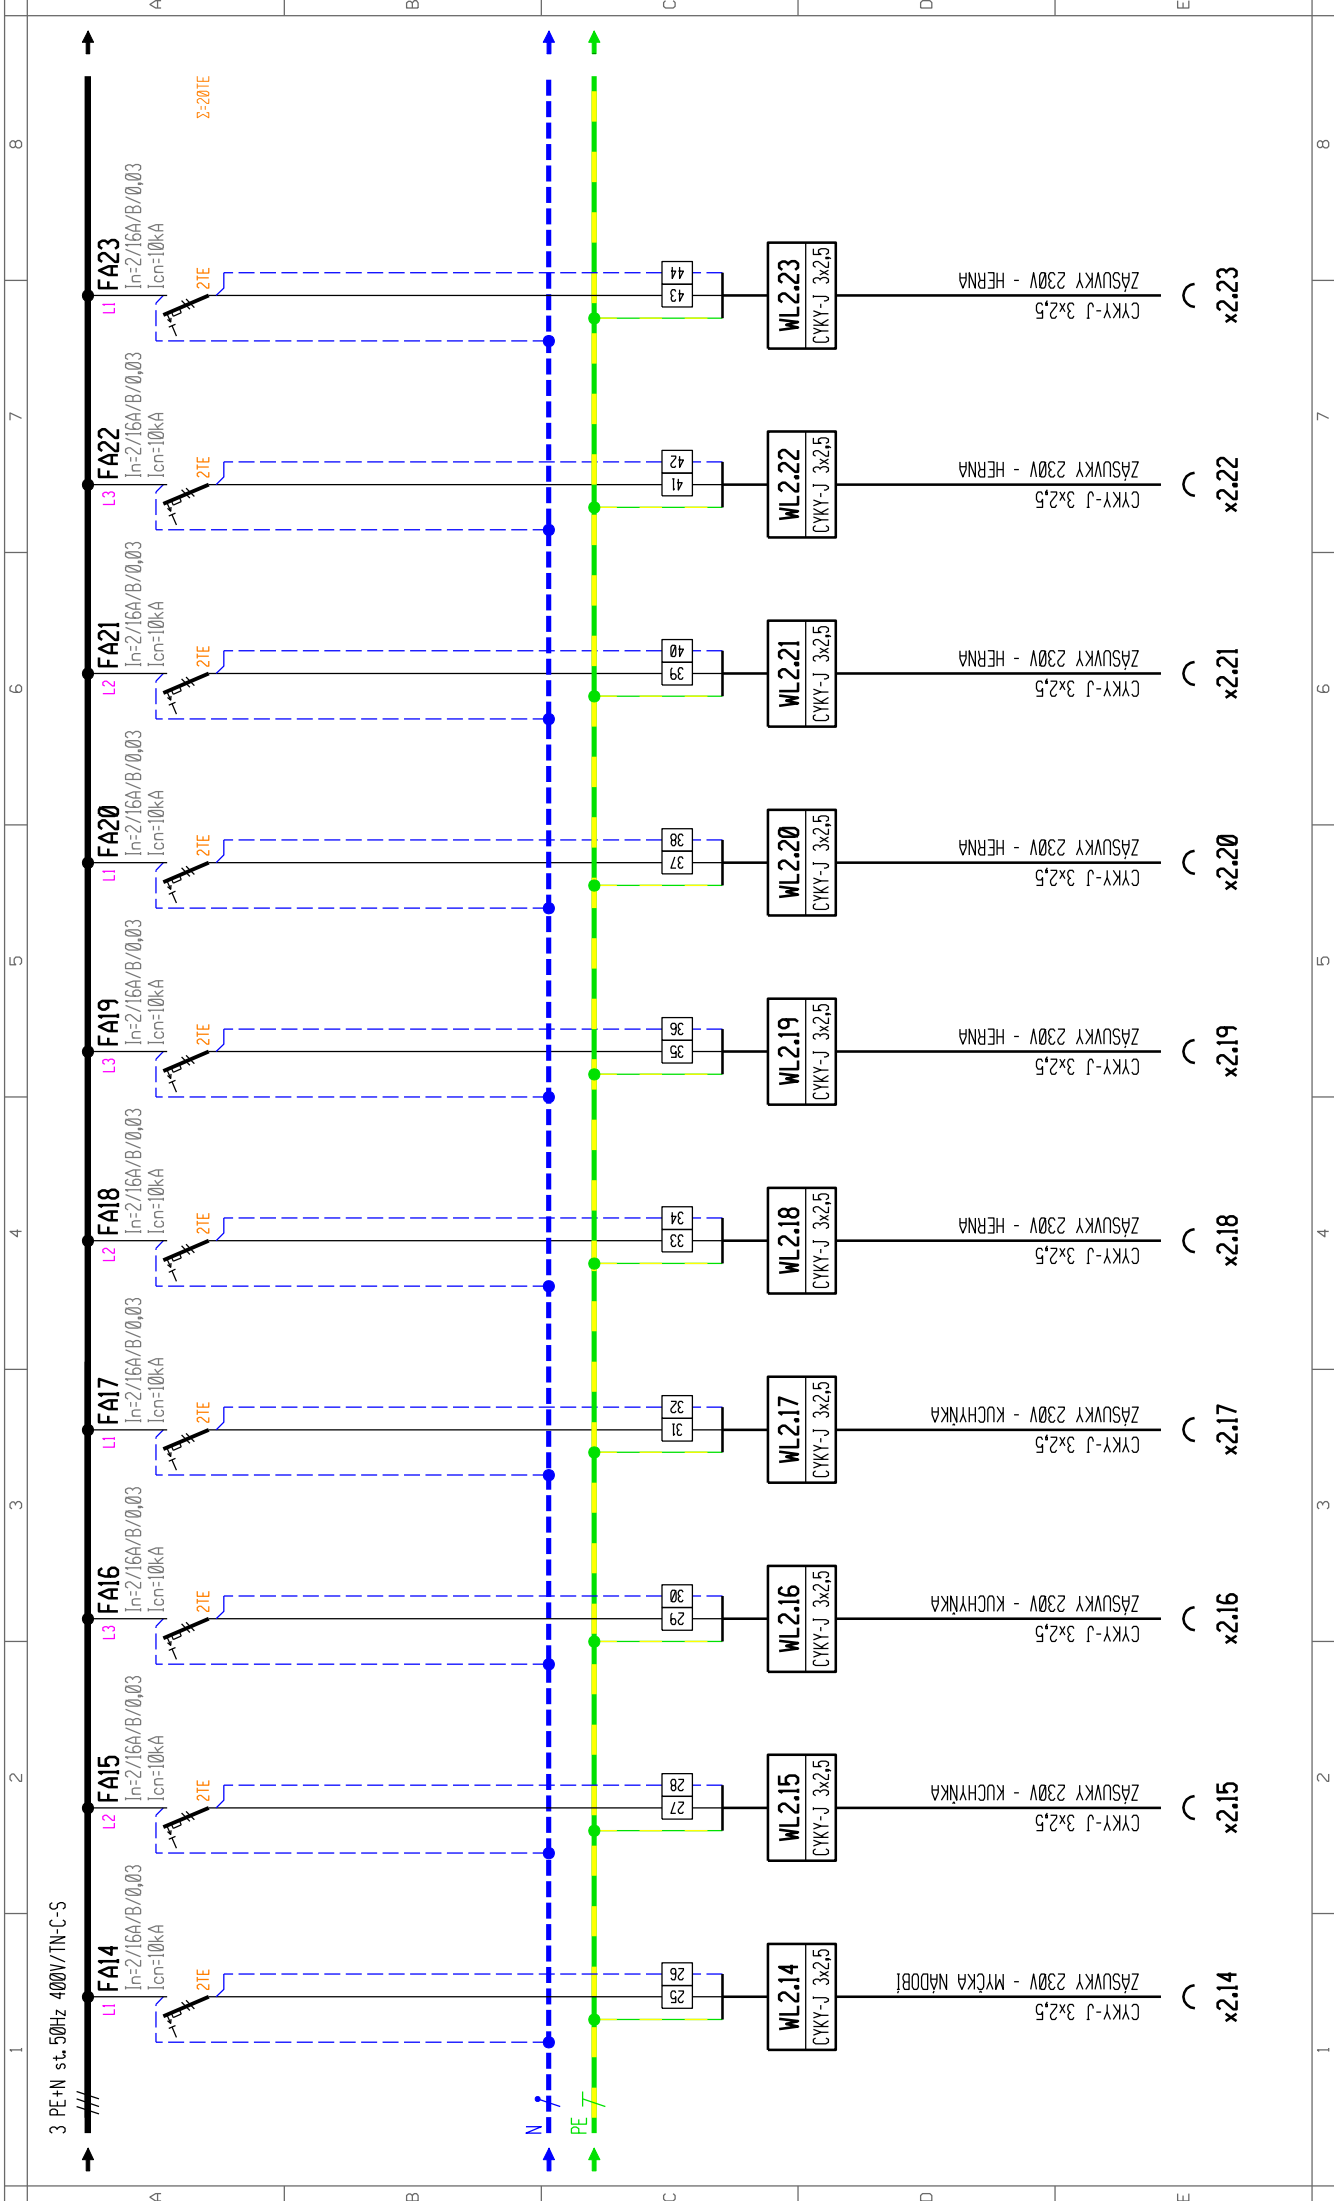 1 2 3 4 5 6 7 8
A
B
C
D
E
3 PE+N st. 50Hz 400V/TN-C-S
N
PE
Σ=20TE
L1 FA14
In=2/16A/B/0,03
Icn=10kA
2TE
25 26
WL2.14
CYKY-J 3x2,5
ZÁSUVKY 230V - MYČKA NÁDOBÍ
CYKY-J 3x2,5
x2.14
L2 FA15
In=2/16A/B/0,03
Icn=10kA
2TE
27 28
WL2.15
CYKY-J 3x2,5
ZÁSUVKY 230V - KUCHYŇKA
CYKY-J 3x2,5
x2.15
L3 FA16
In=2/16A/B/0,03
Icn=10kA
2TE
29 30
WL2.16
CYKY-J 3x2,5
ZÁSUVKY 230V - KUCHYŇKA
CYKY-J 3x2,5
x2.16
L1 FA17
In=2/16A/B/0,03
Icn=10kA
2TE
31 32
WL2.17
CYKY-J 3x2,5
ZÁSUVKY 230V - KUCHYŇKA
CYKY-J 3x2,5
x2.17
L2 FA18
In=2/16A/B/0,03
Icn=10kA
2TE
33 34
WL2.18
CYKY-J 3x2,5
ZÁSUVKY 230V - HERNA
CYKY-J 3x2,5
x2.18
L3 FA19
In=2/16A/B/0,03
Icn=10kA
2TE
35 36
WL2.19
CYKY-J 3x2,5
ZÁSUVKY 230V - HERNA
CYKY-J 3x2,5
x2.19
L1 FA20
In=2/16A/B/0,03
Icn=10kA
2TE
37 38
WL2.20
CYKY-J 3x2,5
ZÁSUVKY 230V - HERNA
CYKY-J 3x2,5
x2.20
L2 FA21
In=2/16A/B/0,03
Icn=10kA
2TE
39 40
WL2.21
CYKY-J 3x2,5
ZÁSUVKY 230V - HERNA
CYKY-J 3x2,5
x2.21
L3 FA22
In=2/16A/B/0,03
Icn=10kA
2TE
41 42
WL2.22
CYKY-J 3x2,5
ZÁSUVKY 230V - HERNA
CYKY-J 3x2,5
x2.22
L1 FA23
In=2/16A/B/0,03
Icn=10kA
2TE
43 44
WL2.23
CYKY-J 3x2,5
ZÁSUVKY 230V - HERNA
CYKY-J 3x2,5
x2.23
A
B
C
D
E
1 2 3 4 5 6 7 8